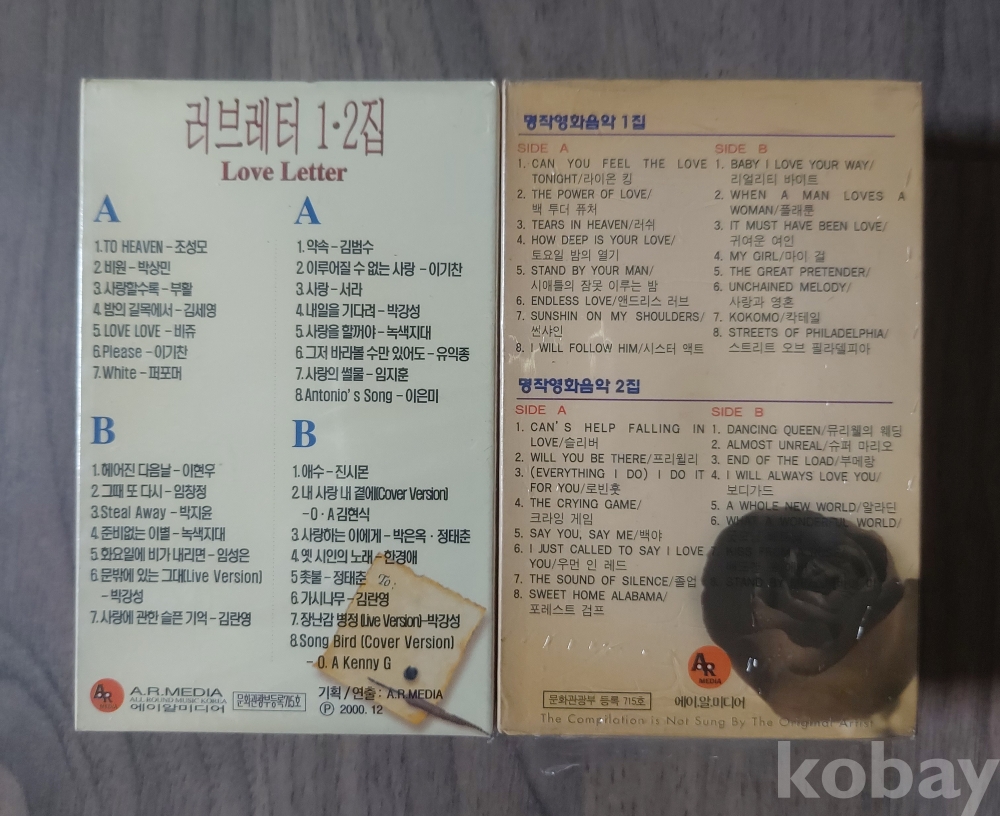 러브레터 1·2집
Love Letter
A
1.TO HEAVEN – 조성모
2.비원 – 박상민
3.사랑할수록 – 부활
4.밤의 길목에서 – 김세영
5.LOVE LOVE – 비쥬
6.Please – 이기찬
7.White – 퍼포머
B
1.헤어진 다음날 – 이현우
2.그때 또 다시 – 임창정
3.Steal Away – 박지윤
4.준비없는 이별 – 녹색지대
5.화요일에 비가 내리면 – 임성은
6.문밖에 있는 그대(Live Version)
– 박강성
7.사랑에 관한 슬픈 기억 – 김란영
A
1.약속 – 김범수
2.이루어질 수 없는 사랑 – 이기찬
3.사랑 – 서라
4.내일을 기다려 – 박강성
5.사랑을 할꺼야 – 녹색지대
6.그저 바라볼 수만 있어도 – 유익종
7.사랑의 썰물 – 임지훈
8.Antonio's Song – 이은미
B
1.애수 – 진시몬
2.내 사랑 내 곁에(Cover Version)
– O·A 김현식
3.사랑하는 이에게 – 박은옥·정태춘
4.옛 시인의 노래 – 한경애
5.촛불 – 정태춘
To.
6.가시나무 – 김란영
7.장난감 병정 (Live Version)–박강성
8.Song Bird (Cover Version)
– O. A Kenny G
AR
MEDIA
A.R.MEDIA
ALL ROUND MUSIC KOREA
에이알미디어
문화관광부등록715호
기획/연출 : A.R.MEDIA
Ⓟ 2000. 12
명작영화음악 1집
SIDE A
1. CAN YOU FEEL THE LOVE
TONIGHT/라이온 킹
2. THE POWER OF LOVE/
백 투더 퓨처
3. TEARS IN HEAVEN/러쉬
4. HOW DEEP IS YOUR LOVE/
토요일 밤의 열기
5. STAND BY YOUR MAN/
시애틀의 잠못 이루는 밤
6. ENDLESS LOVE/앤드리스 러브
7. SUNSHIN ON MY SHOULDERS/
썬샤인
8. I WILL FOLLOW HIM/시스터 액트
SIDE B
1. BABY I LOVE YOUR WAY/
리얼리티 바이트
2. WHEN A MAN LOVES A
WOMAN/플래툰
3. IT MUST HAVE BEEN LOVE/
귀여운 여인
4. MY GIRL/마이 걸
5. THE GREAT PRETENDER/
6. UNCHAINED MELODY/
사랑과 영혼
7. KOKOMO/칵테일
8. STREETS OF PHILADELPHIA/
스트리트 오브 필라델피아
명작영화음악 2집
SIDE A
1. CAN'S HELP FALLING IN
LOVE/슬리버
2. WILL YOU BE THERE/프리윌리
3. (EVERYTHING I DO) I DO IT
FOR YOU/로빈훗
4. THE CRYING GAME/
크라잉 게임
5. SAY YOU, SAY ME/백야
6. I JUST CALLED TO SAY I LOVE
YOU/우먼 인 레드
7. THE SOUND OF SILENCE/졸업
8. SWEET HOME ALABAMA/
포레스트 검프
SIDE B
1. DANCING QUEEN/뮤리웰의 웨딩
2. ALMOST UNREAL/슈퍼 마리오
3. END OF THE LOAD/부메랑
4. I WILL ALWAYS LOVE YOU/
보디가드
5. A WHOLE NEW WORLD/알라딘
6. WHAT A WONDERFUL WORLD/
7.
8. STAND BY
AR
MEDIA
문화관광부 등록 715호
에이.알.미디어
The Compilation is Not Sung By The Original Artist
kobay